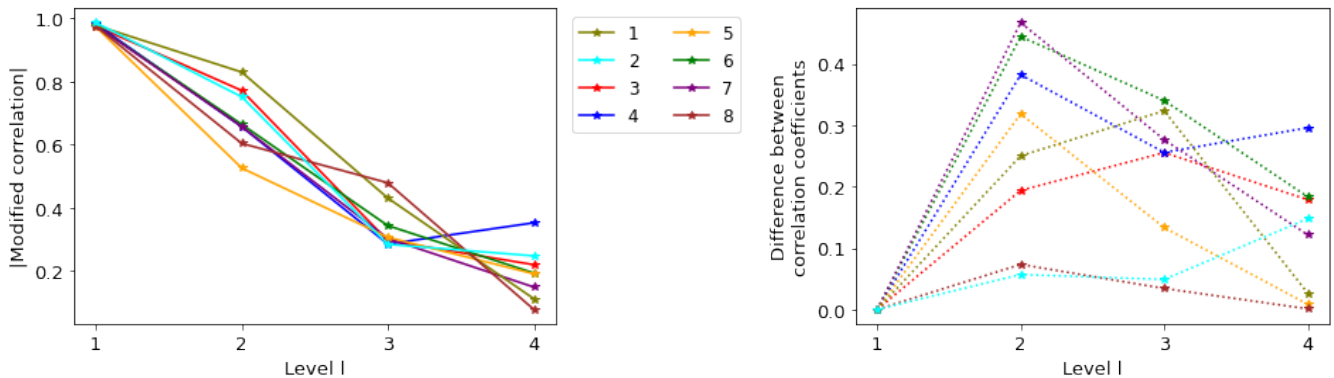 1.0
0.8
0.6
0.4
0.2
|Modified correlation|
1 2 3 4
Level l
1 5
2 6
3 7
4 8
0.4
0.3
0.2
0.1
0.0
Difference between
correlation coefficients
1 2 3 4
Level l